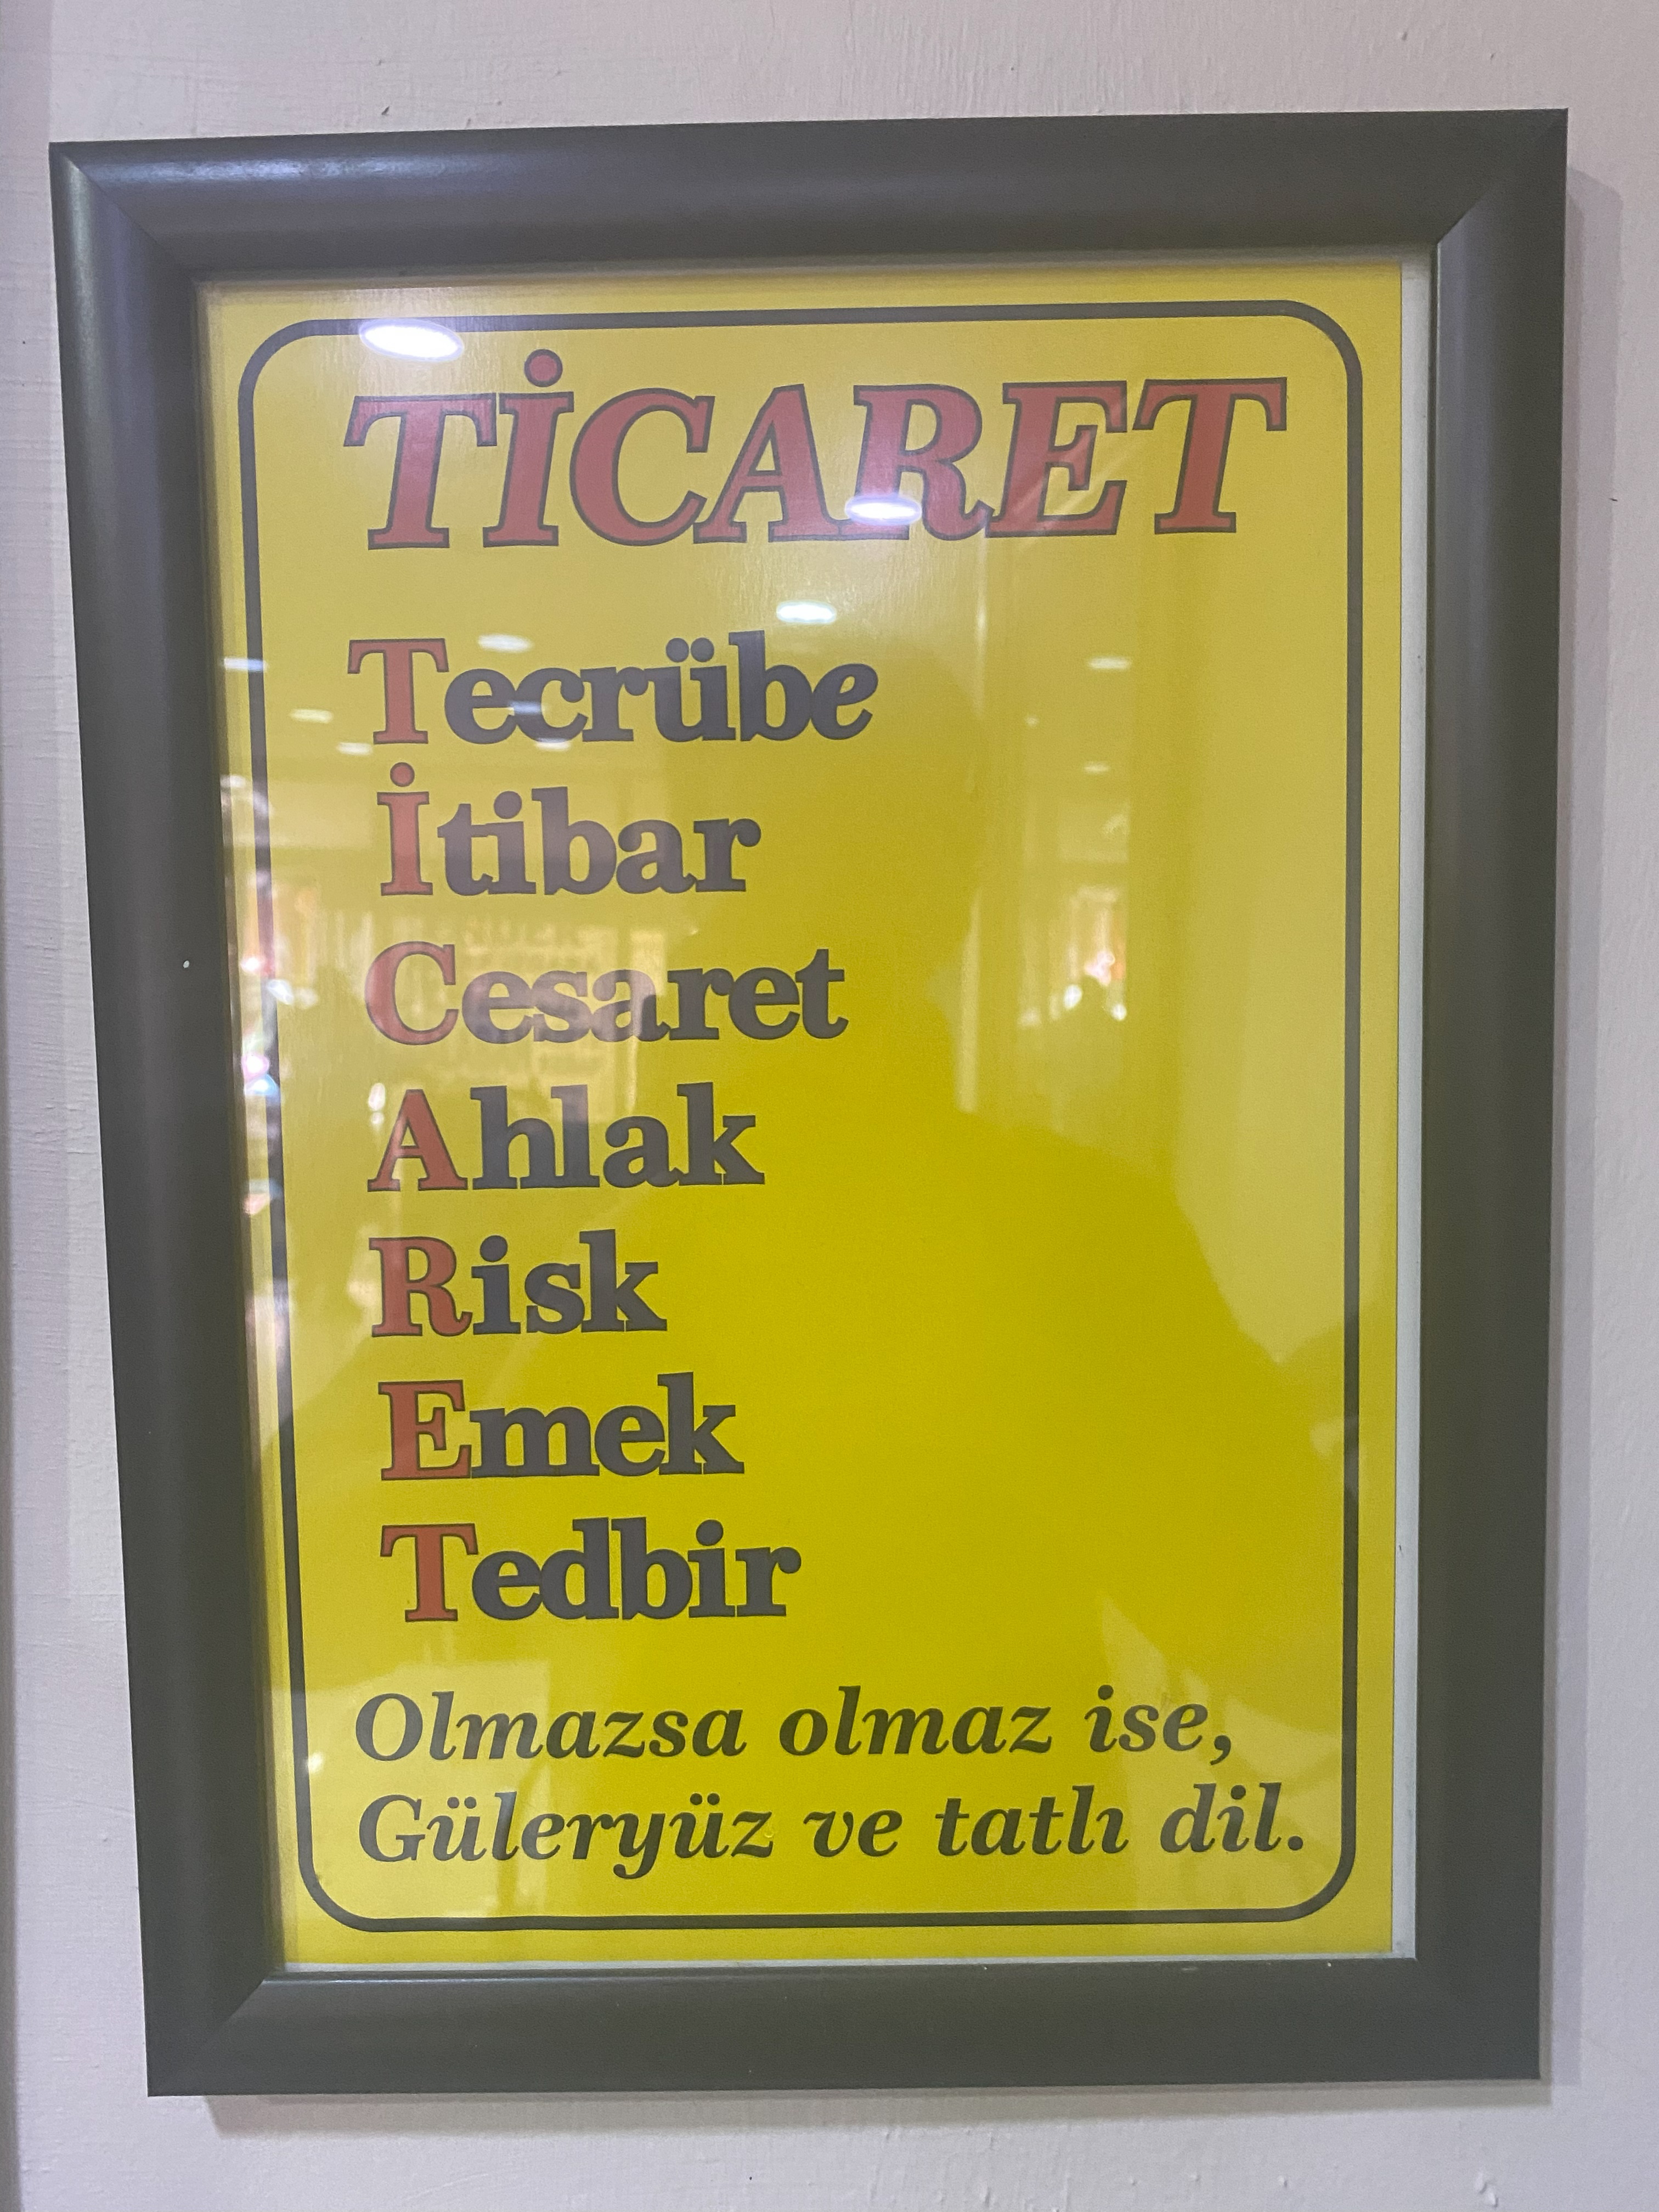 TİCARET
Tecrübe
İtibar
Cesaret
Ahlak
Risk
Emek
Tedbir
Olmazsa olmaz ise,
Güleryüz ve tatlı dil.